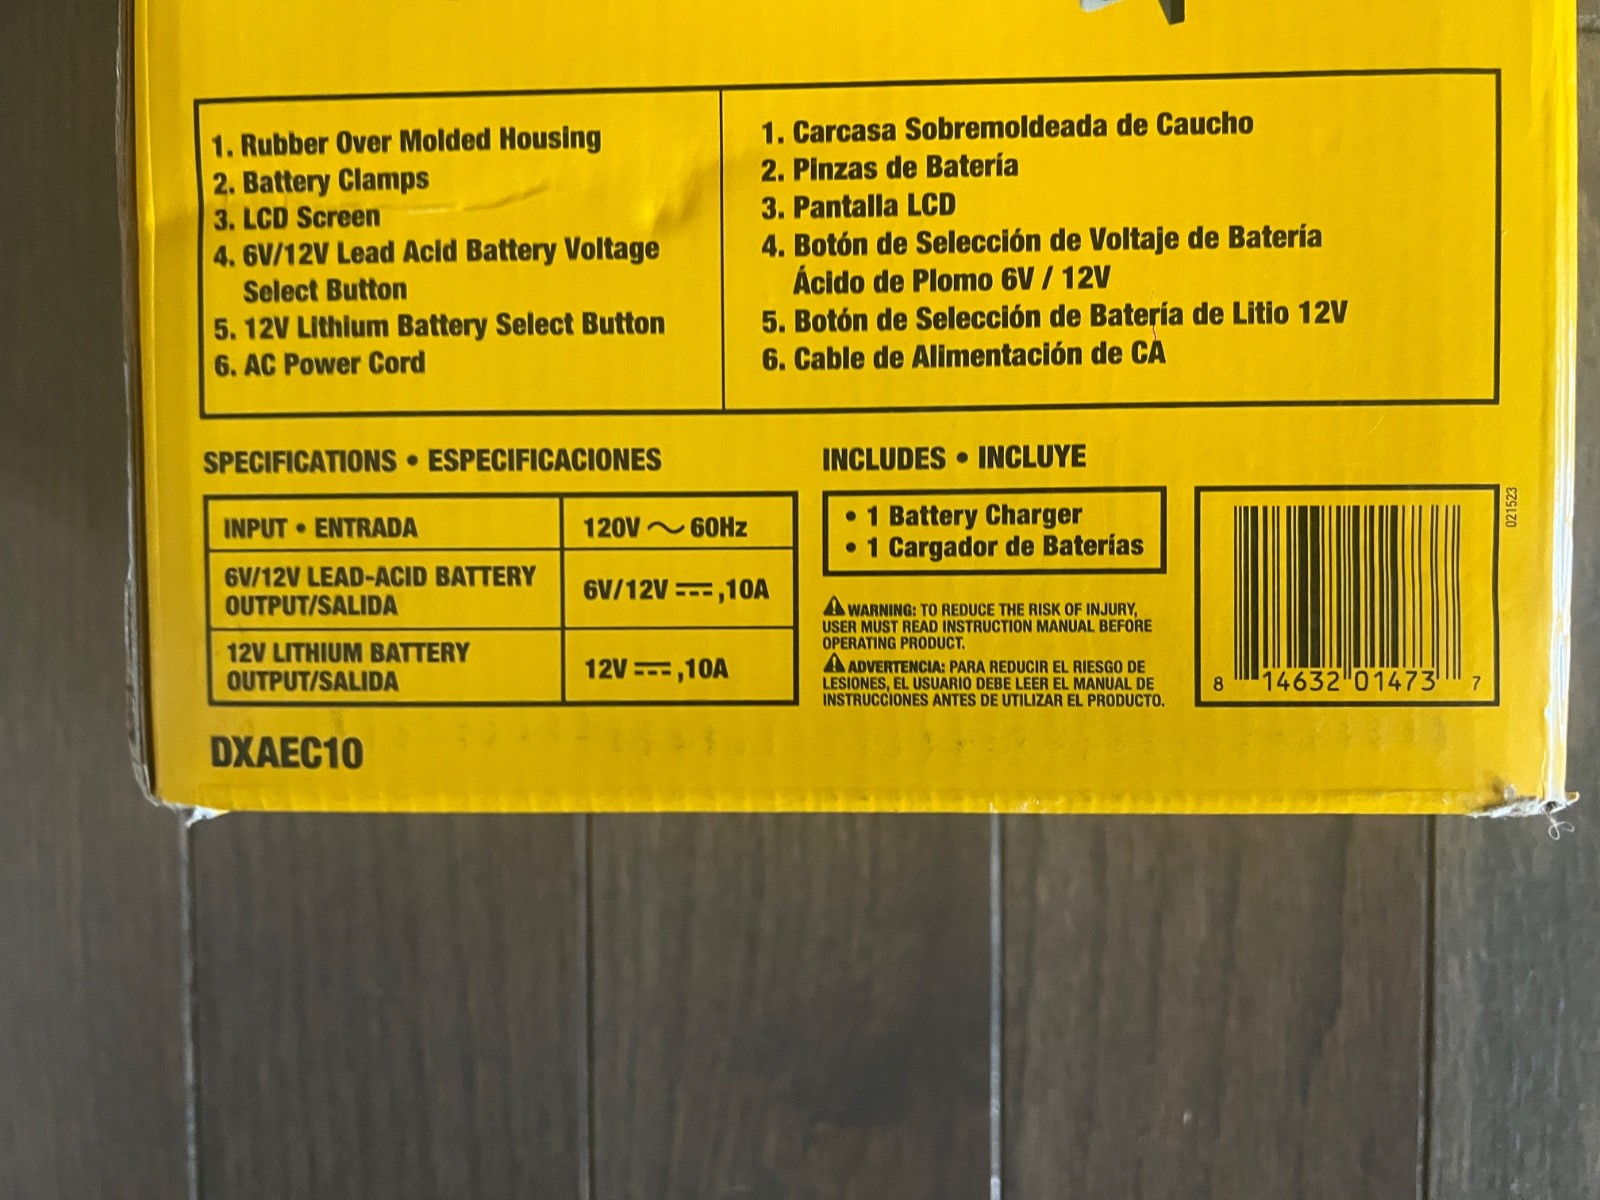 1. Rubber Over Molded Housing
2. Battery Clamps
3. LCD Screen
4. 6V/12V Lead Acid Battery Voltage
Select Button
5. 12V Lithium Battery Select Button
6. AC Power Cord
1. Carcasa Sobremoldeada de Caucho
2. Pinzas de Batería
3. Pantalla LCD
4. Botón de Selección de Voltaje de Batería
Ácido de Plomo 6V / 12V
5. Botón de Selección de Batería de Litio 12V
6. Cable de Alimentación de CA
SPECIFICATIONS • ESPECIFICACIONES
INPUT • ENTRADA
120V ~ 60Hz
6V/12V LEAD-ACID BATTERY
OUTPUT/SALIDA
6V/12V ⎓,10A
12V LITHIUM BATTERY
OUTPUT/SALIDA
12V ⎓,10A
DXAEC10
INCLUDES • INCLUYE
• 1 Battery Charger
• 1 Cargador de Baterías
⚠ WARNING: TO REDUCE THE RISK OF INJURY,
USER MUST READ INSTRUCTION MANUAL BEFORE
OPERATING PRODUCT.
⚠ ADVERTENCIA: PARA REDUCIR EL RIESGO DE
LESIONES, EL USUARIO DEBE LEER EL MANUAL DE
INSTRUCCIONES ANTES DE UTILIZAR EL PRODUCTO.
8 14632 01473 7
021523